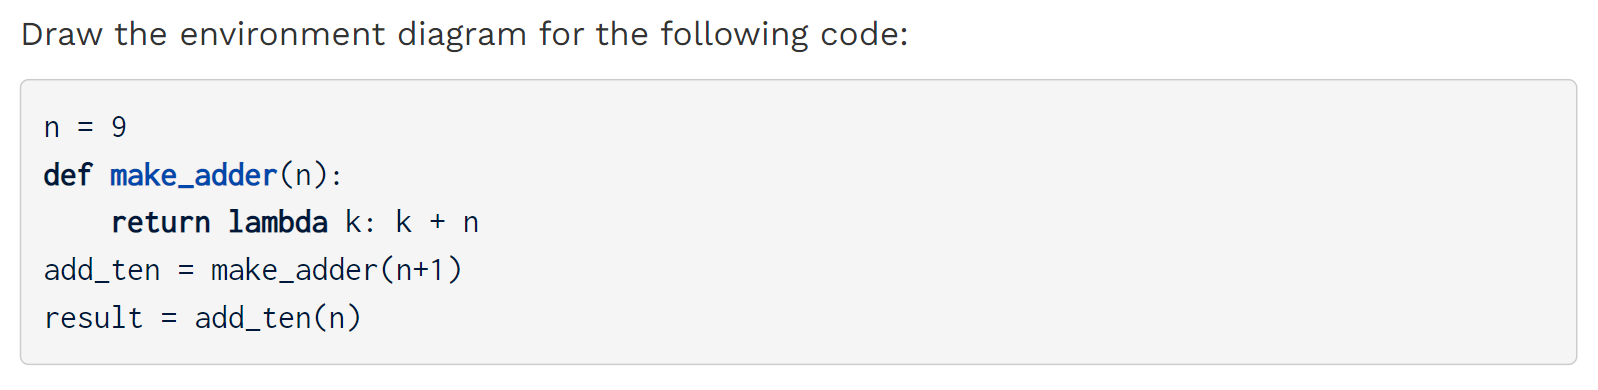 Draw the environment diagram for the following code:
n = 9
def make_adder(n):
    return lambda k: k + n
add_ten = make_adder(n+1)
result = add_ten(n)